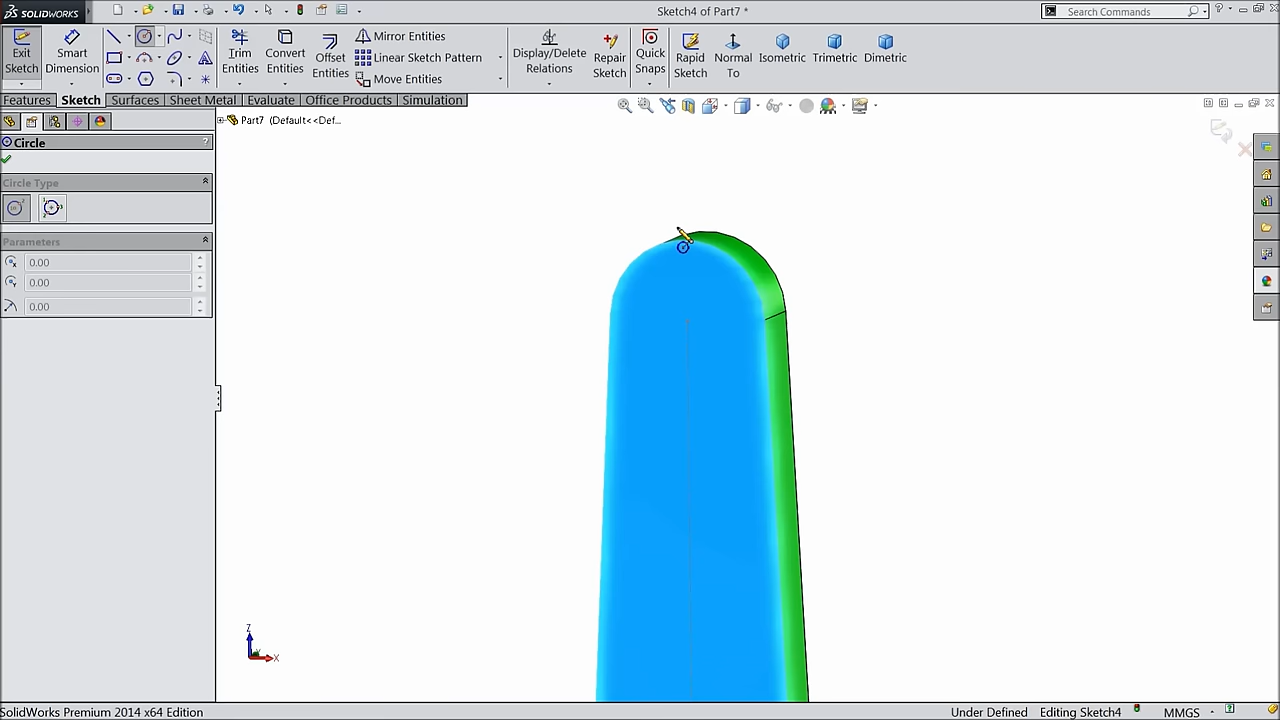 SOLIDWORKS
Sketch4 of Part7 *
Search Commands
Exit Sketch
Smart Dimension
Trim Entities
Convert Entities
Offset Entities
Mirror Entities
Linear Sketch Pattern
Move Entities
Display/Delete Relations
Repair Sketch
Quick Snaps
Rapid Sketch
Normal To
Isometric
Trimetric
Dimetric
Features
Sketch
Surfaces
Sheet Metal
Evaluate
Office Products
Simulation
Part7 (Default<<Def...
Circle
?
Circle Type
Parameters
0.00
0.00
0.00
Z
X
SolidWorks Premium 2014 x64 Edition
Under Defined
Editing Sketch4
MMGS